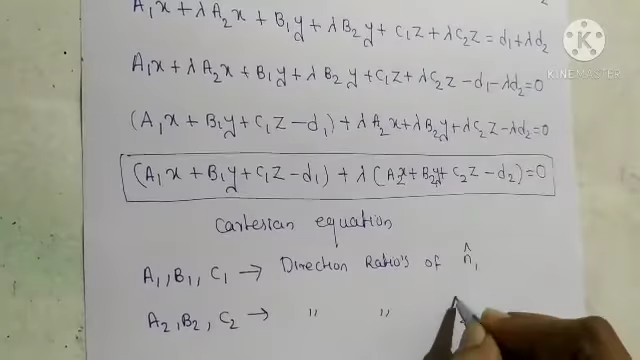 A₁x + λA₂x + B₁y + λB₂y + C₁z + λC₂z = d₁ + λd₂
A₁x + λA₂x + B₁y + λB₂y + C₁z + λC₂z - d₁ - λd₂ = 0
(A₁x + B₁y + C₁z - d₁) + λA₂x + λB₂y + λC₂z - λd₂ = 0
(A₁x + B₁y + C₁z - d₁) + λ(A₂x + B₂y + C₂z - d₂) = 0
Cartesian equation
A₁, B₁, C₁ → Direction Ratio's of n̂₁
A₂, B₂, C₂ → " "
KINEMASTER